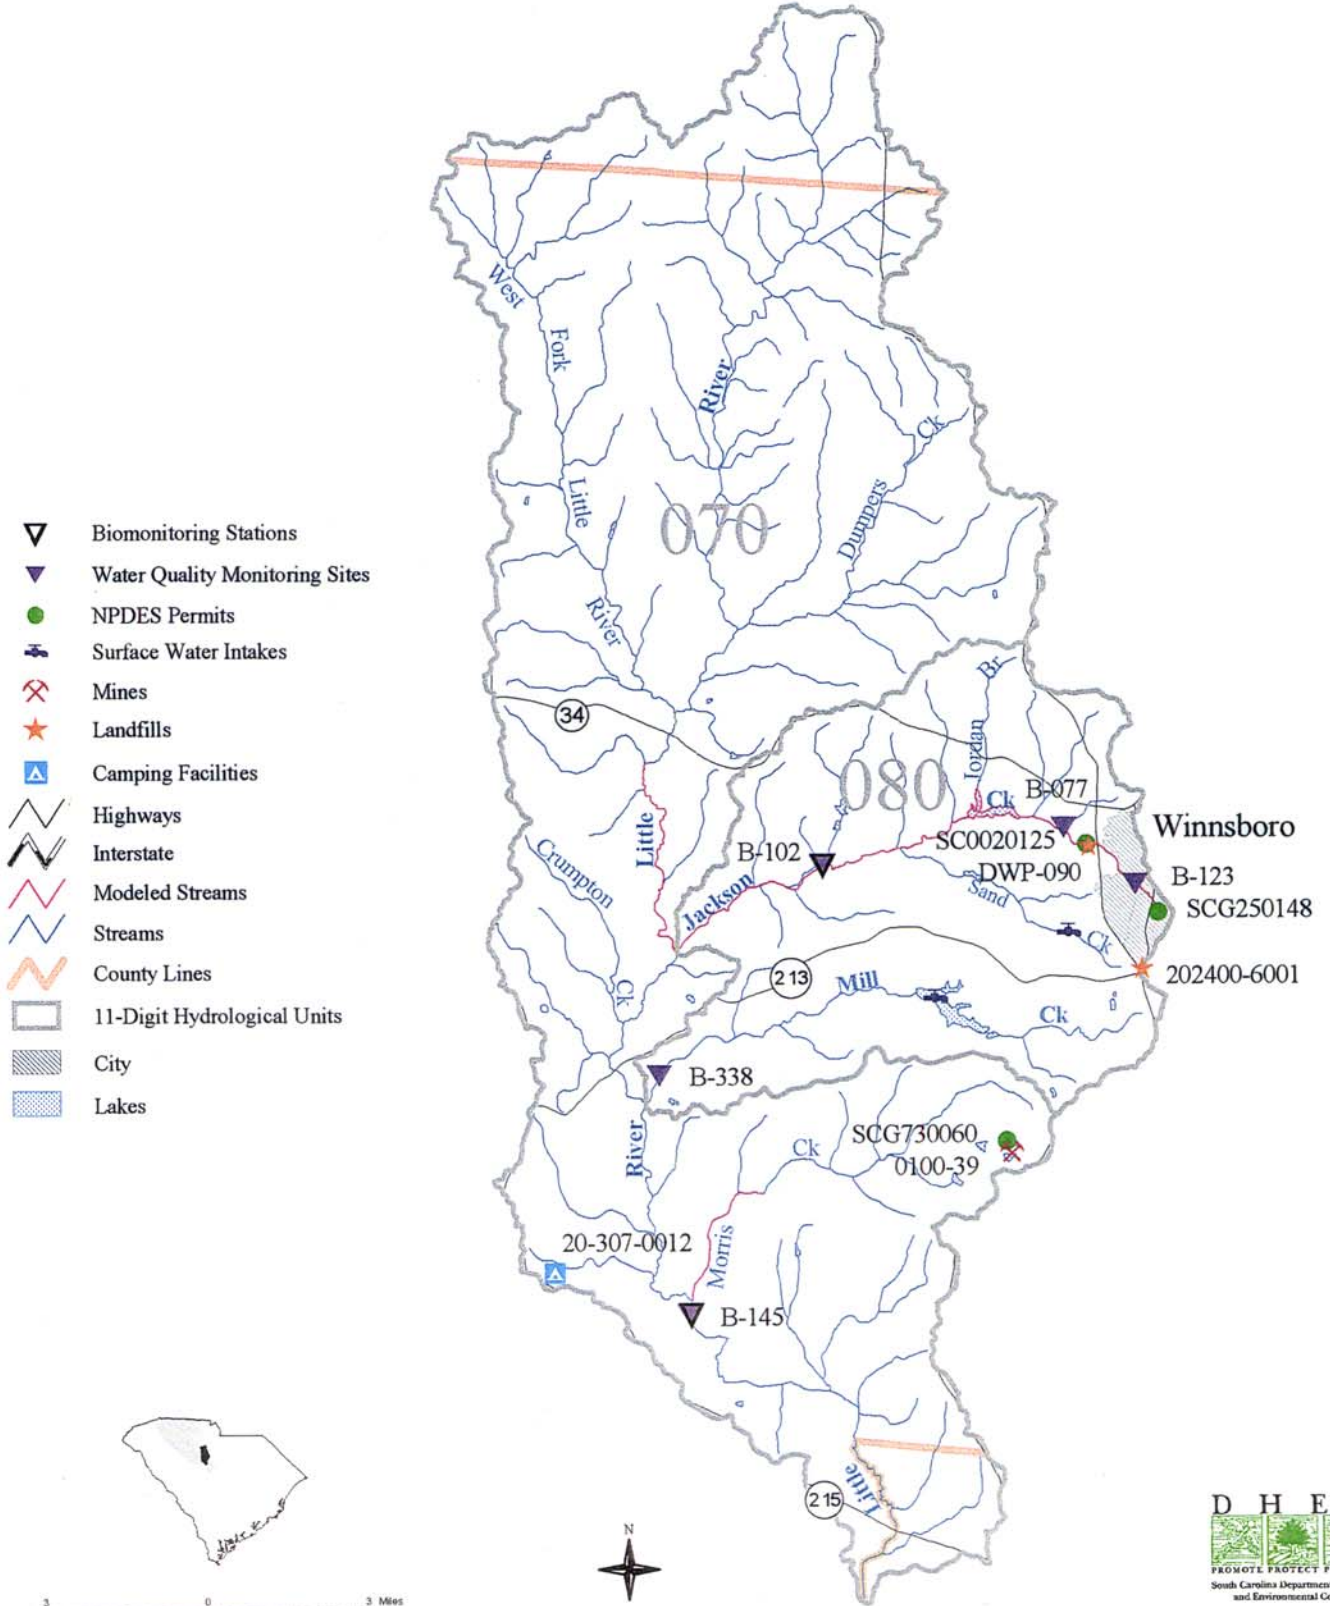 West
Fork
River
Ck
Little
070
Dumpers
River
Biomonitoring Stations
Water Quality Monitoring Sites
NPDES Permits
Surface Water Intakes
Mines
Landfills
Camping Facilities
Highways
Interstate
Modeled Streams
Streams
County Lines
11-Digit Hydrological Units
City
Lakes
34
Br
Jordan
080
B-077
Ck
Winnsboro
Little
SC0020125
B-102
DWP-090
B-123
Crumpton
Jackson
Sand
SCG250148
Ck
202400-6001
213
Mill
Ck
Ck
B-338
SCG730060
0100-39
River
Ck
20-307-0012
Morris
B-145
Little
215
N
3 0 3 Miles
D H E
PROMOTE PROTECT P
South Carolina Departmen
and Environmental Co